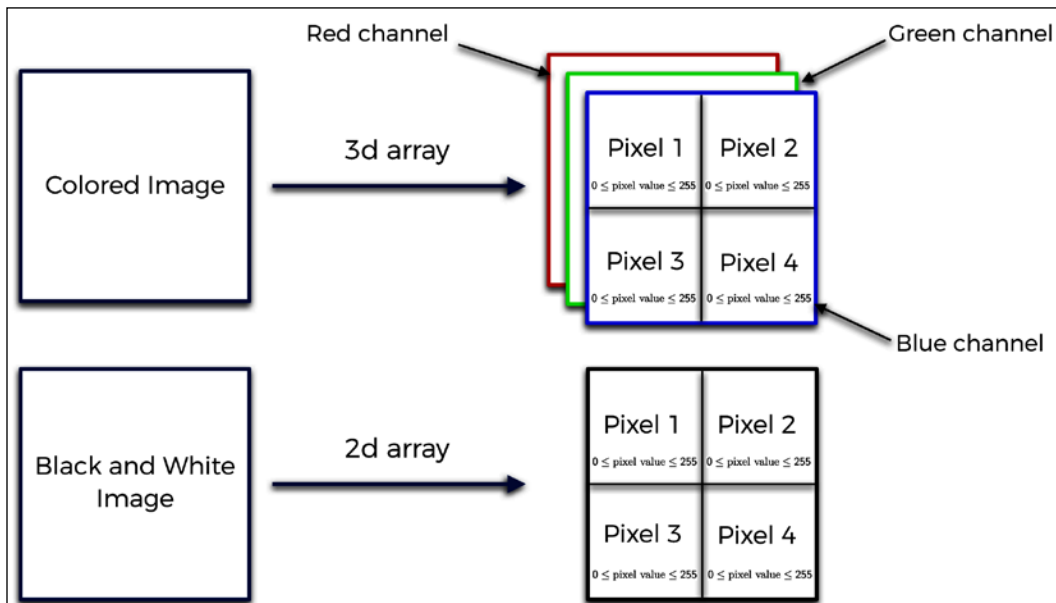 Red channel
Green channel
Colored Image
3d array
Pixel 1
Pixel 2
0 ≤ pixel value ≤ 255
0 ≤ pixel value ≤ 255
Pixel 3
Pixel 4
0 ≤ pixel value ≤ 255
0 ≤ pixel value ≤ 255
Blue channel
Black and White
Image
2d array
Pixel 1
Pixel 2
0 ≤ pixel value ≤ 255
0 ≤ pixel value ≤ 255
Pixel 3
Pixel 4
0 ≤ pixel value ≤ 255
0 ≤ pixel value ≤ 255